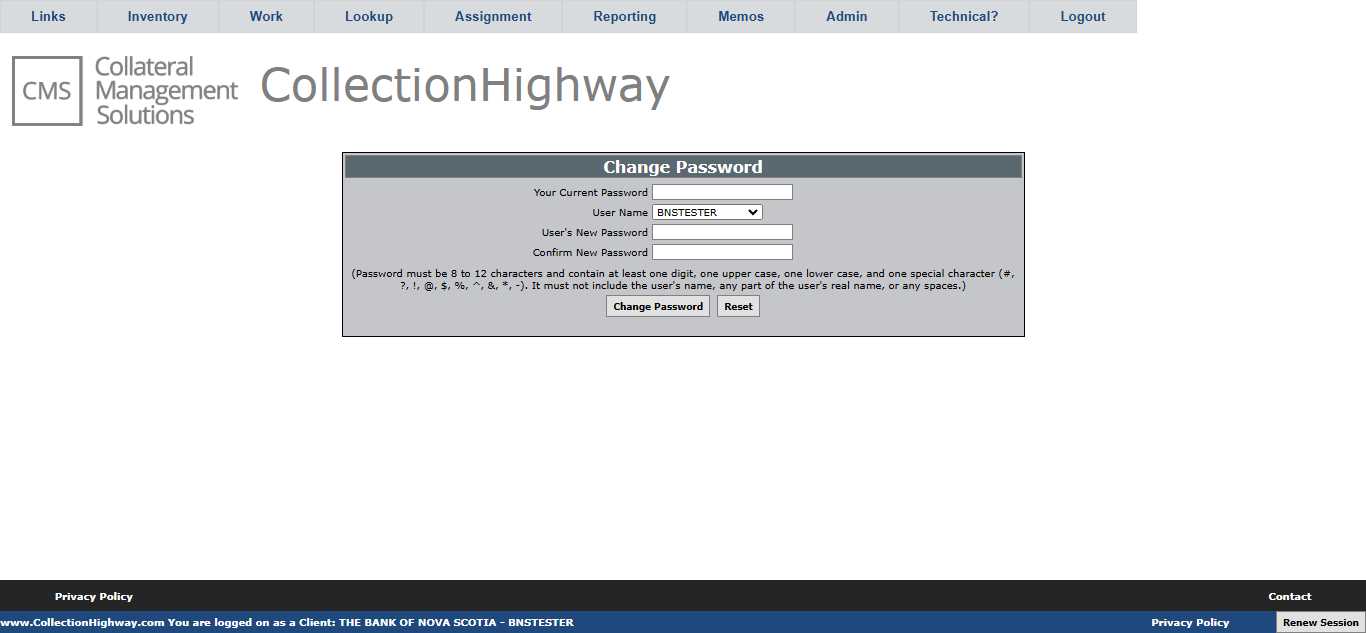 Links Inventory Work Lookup Assignment Reporting Memos Admin Technical? Logout
CMS
Collateral
Management
Solutions
CollectionHighway
Change Password
Your Current Password
User Name BNSTESTER
User's New Password
Confirm New Password
(Password must be 8 to 12 characters and contain at least one digit, one upper case, one lower case, and one special character (#,
?, !, @, $, %, ^, &, *, -). It must not include the user's name, any part of the user's real name, or any spaces.)
Change Password Reset
Privacy Policy Contact
www.CollectionHighway.com You are logged on as a Client: THE BANK OF NOVA SCOTIA - BNSTESTER Privacy Policy Renew Session